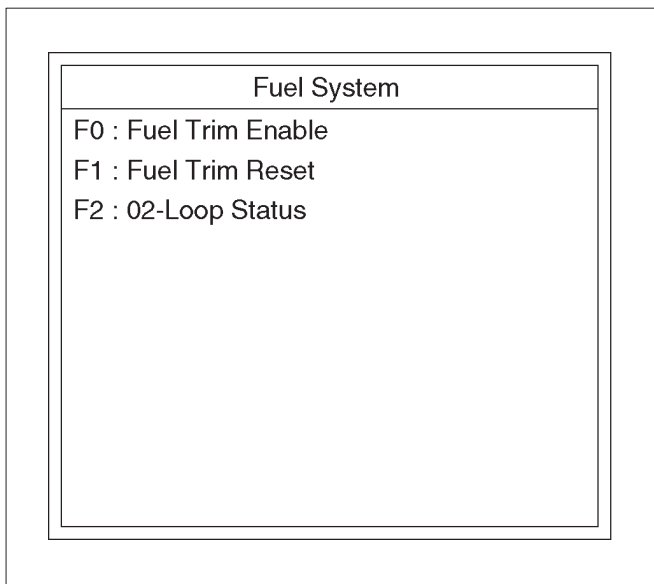 Fuel System
F0 : Fuel Trim Enable
F1 : Fuel Trim Reset
F2 : 02-Loop Status